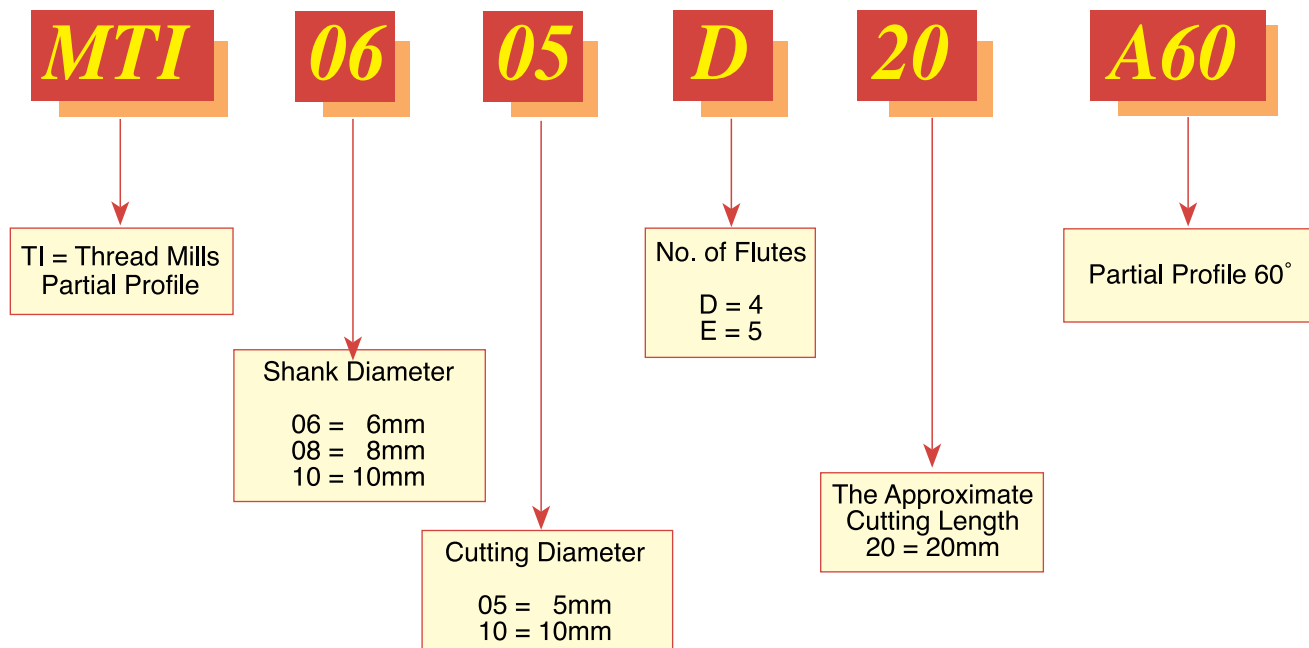 MTI 06 05 D 20 A60
TI = Thread Mills
Partial Profile
Shank Diameter
06 = 6mm
08 = 8mm
10 = 10mm
Cutting Diameter
05 = 5mm
10 = 10mm
No. of Flutes
D = 4
E = 5
The Approximate
Cutting Length
20 = 20mm
Partial Profile 60°